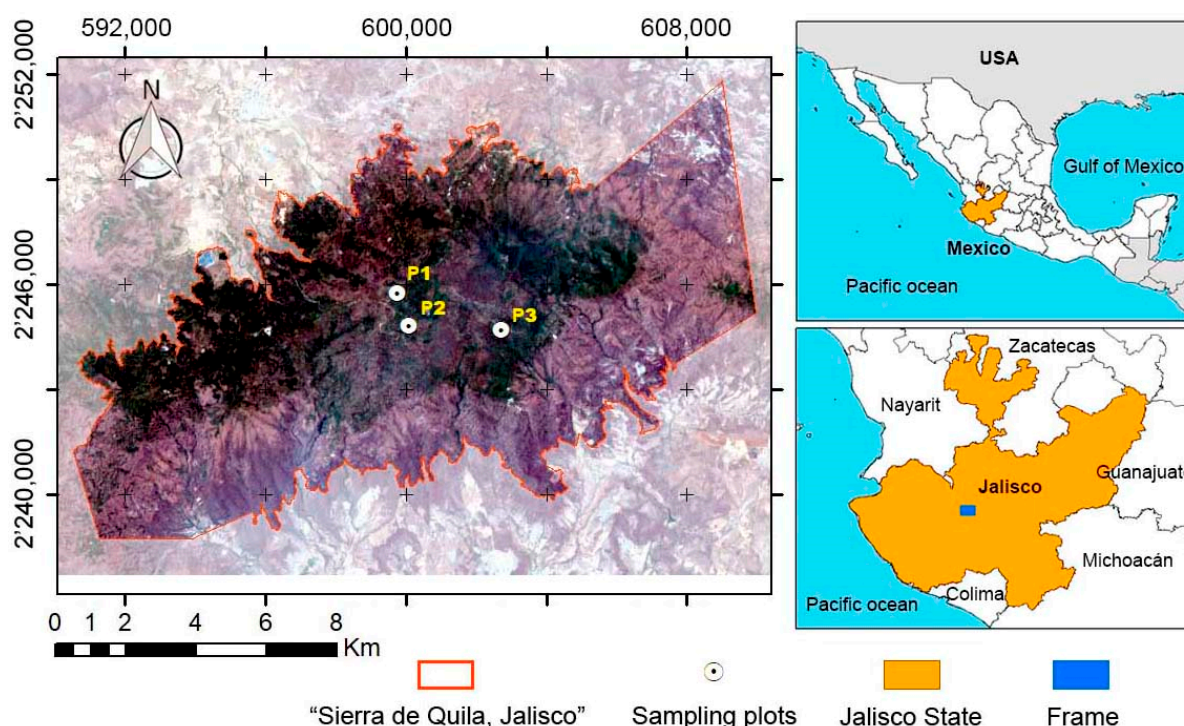 592,000 600,000 608,000
2'252,000
2'246,000
2'240,000
N
P1
P2
P3
0 1 2 4 6 8
Km
USA
Gulf of Mexico
Mexico
Pacific ocean
Zacatecas
Nayarit
Jalisco
Guanajuat
Michoacán
Colima
Pacific ocean
“Sierra de Quila, Jalisco” Sampling plots Jalisco State Frame